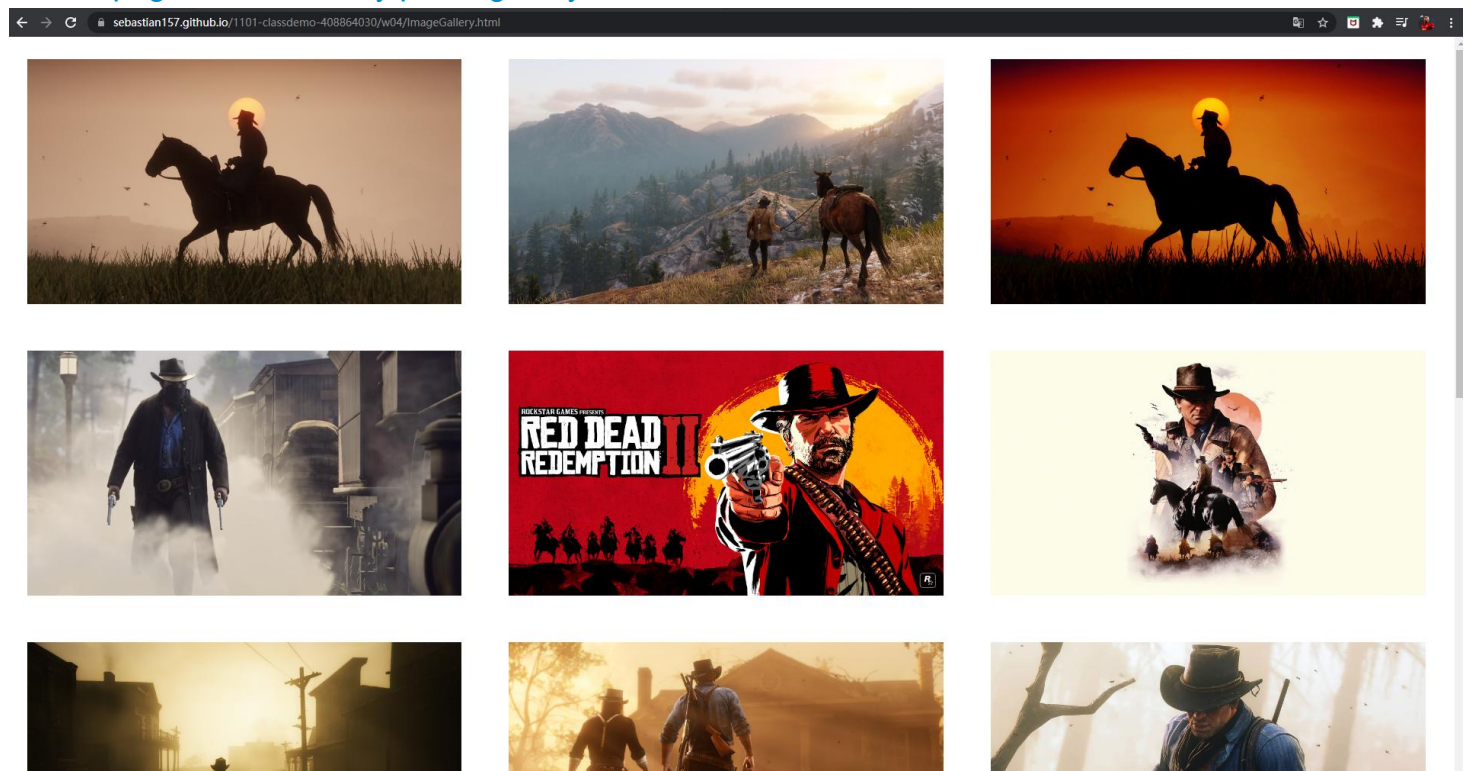 sebastian157.github.io/1101-classdemo-408864030/w04/ImageGallery.html
ROCKSTAR GAMES PRESENTS
RED DEAD
REDEMPTION II
R